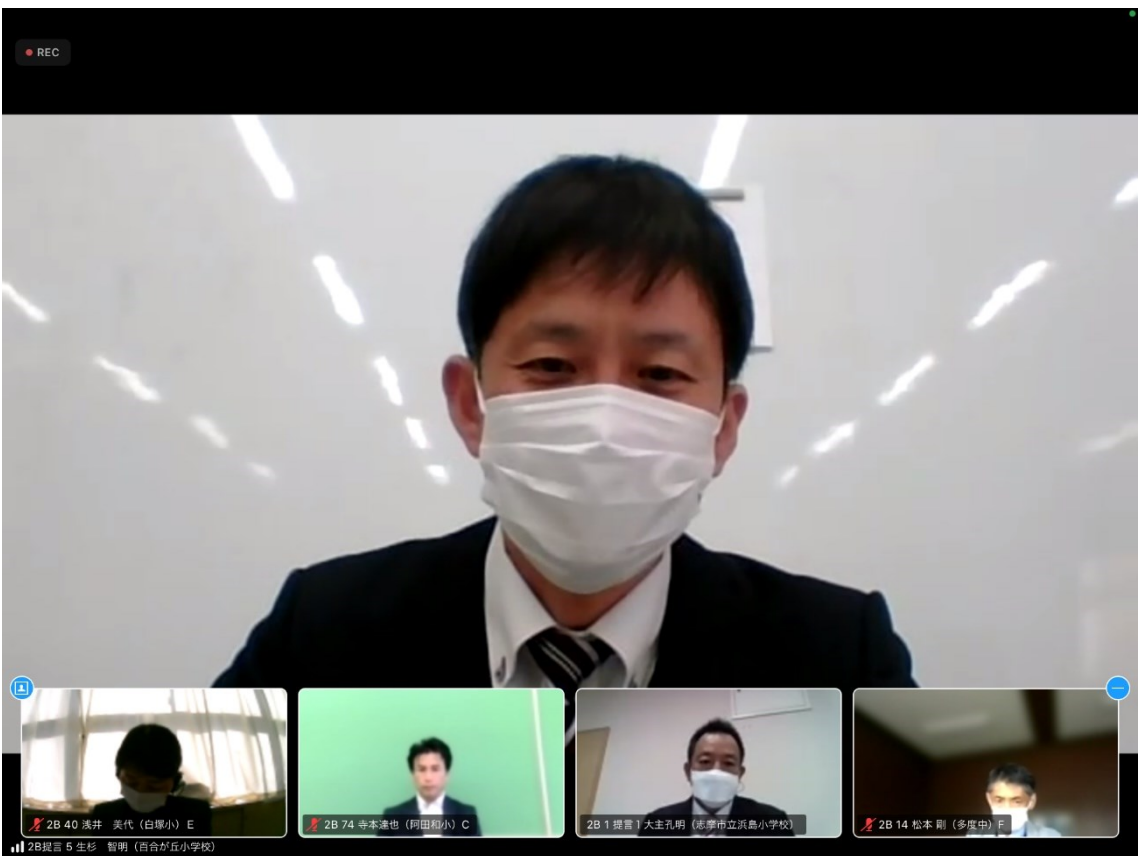 REC
2B 40 浅井 美代（白塚小）E
2B 74 寺本達也（阿田和小）C
2B 1 提言 1 大主孔明（志摩市立浜島小学校）
2B 14 松本 剛（多度中）F
2B提言 5 生杉 智明（百合が丘小学校）